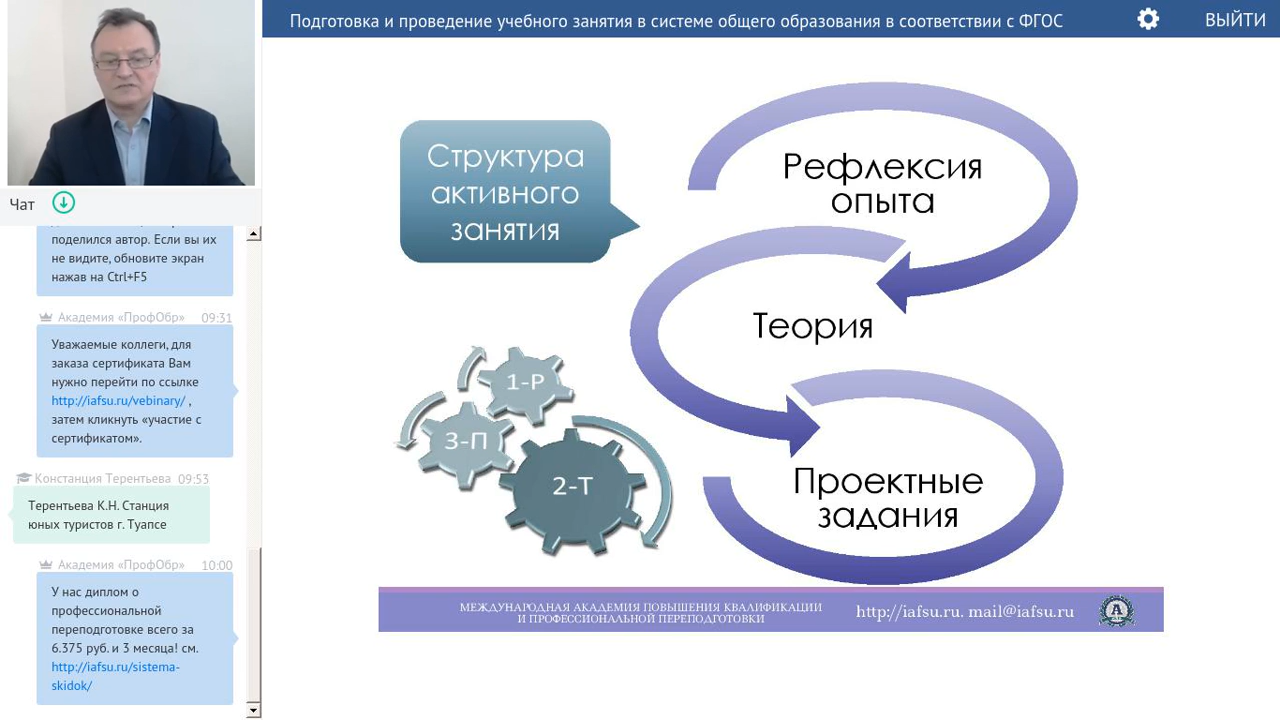 Подготовка и проведение учебного занятия в системе общего образования в соответствии с ФГОС
ВЫЙТИ
Чат
поделился автор. Если вы их
не видите, обновите экран
нажав на Ctrl+F5
Академия «ПрофОбр» 09:31
Уважаемые коллеги, для
заказа сертификата Вам
нужно перейти по ссылке
http://iafsu.ru/vebinary/ ,
затем кликнуть «участие с
сертификатом».
Констанция Терентьева 09:53
Терентьева К.Н. Станция
юных туристов г. Туапсе
Академия «ПрофОбр» 10:00
У нас диплом о
профессиональной
переподготовке всего за
6.375 руб. и 3 месяца! см.
http://iafsu.ru/sistema-
skidok/
Структура
активного
занятия
Рефлексия
опыта
Теория
Проектные
задания
1-Р
3-П
2-Т
МЕЖДУНАРОДНАЯ АКАДЕМИЯ ПОВЫШЕНИЯ КВАЛИФИКАЦИИ
И ПРОФЕССИОНАЛЬНОЙ ПЕРЕПОДГОТОВКИ
http://iafsu.ru. mail@iafsu.ru